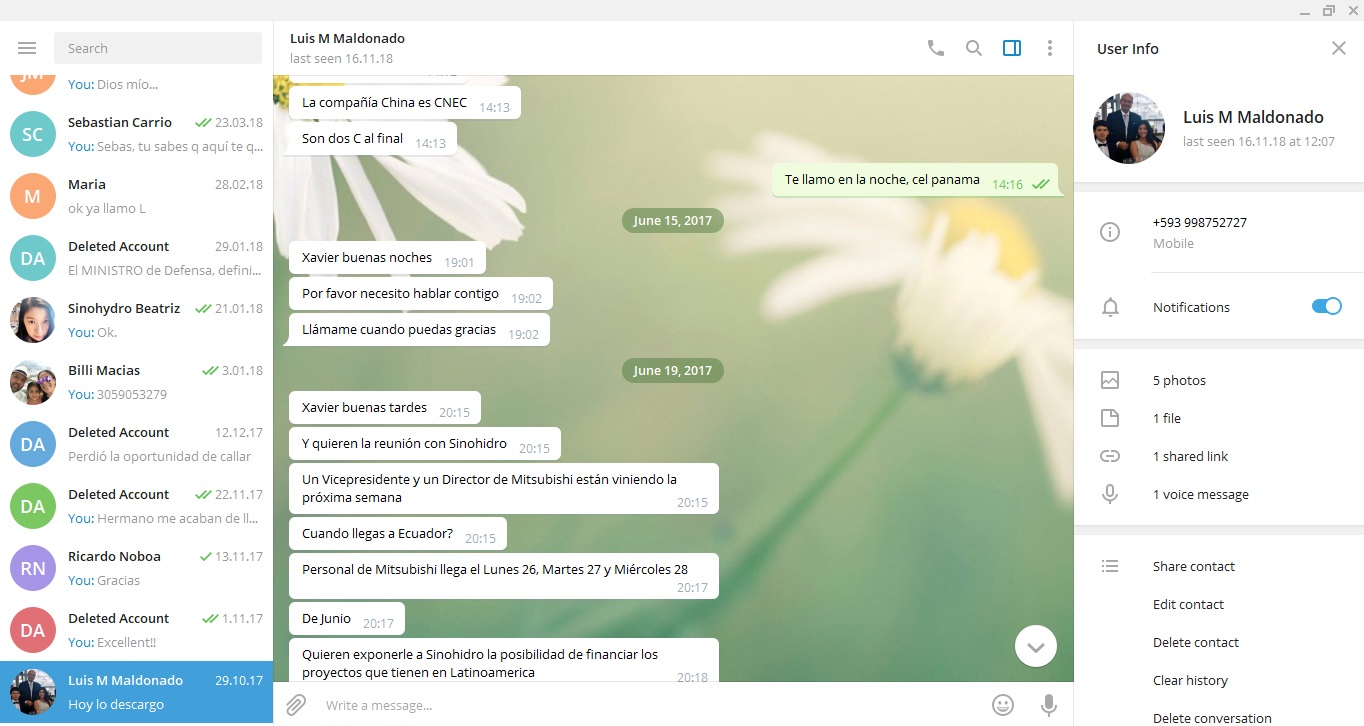 Search
JM
You: Dios mío...
SC
Sebastian Carrio 23.03.18
You: Sebas, tu sabes q aquí te q...
M
Maria 28.02.18
ok ya llamo L
DA
Deleted Account 29.01.18
El MINISTRO de Defensa, defini...
Sinohydro Beatriz 21.01.18
You: Ok.
Billi Macias 3.01.18
You: 3059053279
DA
Deleted Account 12.12.17
Perdió la oportunidad de callar
DA
Deleted Account 22.11.17
You: Hermano me acaban de ll...
RN
Ricardo Noboa 13.11.17
You: Gracias
DA
Deleted Account 1.11.17
You: Excellent!!
Luis M Maldonado 29.10.17
Hoy lo descargo
Luis M Maldonado
last seen 16.11.18
La compañía China es CNEC 14:13
Son dos C al final 14:13
Te llamo en la noche, cel panama 14:16
June 15, 2017
Xavier buenas noches 19:01
Por favor necesito hablar contigo 19:02
Llámame cuando puedas gracias 19:02
June 19, 2017
Xavier buenas tardes 20:15
Y quieren la reunión con Sinohidro 20:15
Un Vicepresidente y un Director de Mitsubishi están viniendo la
próxima semana 20:15
Cuando llegas a Ecuador? 20:15
Personal de Mitsubishi llega el Lunes 26, Martes 27 y Miércoles 28
20:17
De Junio 20:17
Quieren exponerle a Sinohidro la posibilidad de financiar los
proyectos que tienen en Latinoamerica 20:18
Write a message...
User Info
Luis M Maldonado
last seen 16.11.18 at 12:07
+593 998752727
Mobile
Notifications
5 photos
1 file
1 shared link
1 voice message
Share contact
Edit contact
Delete contact
Clear history
Delete conversation